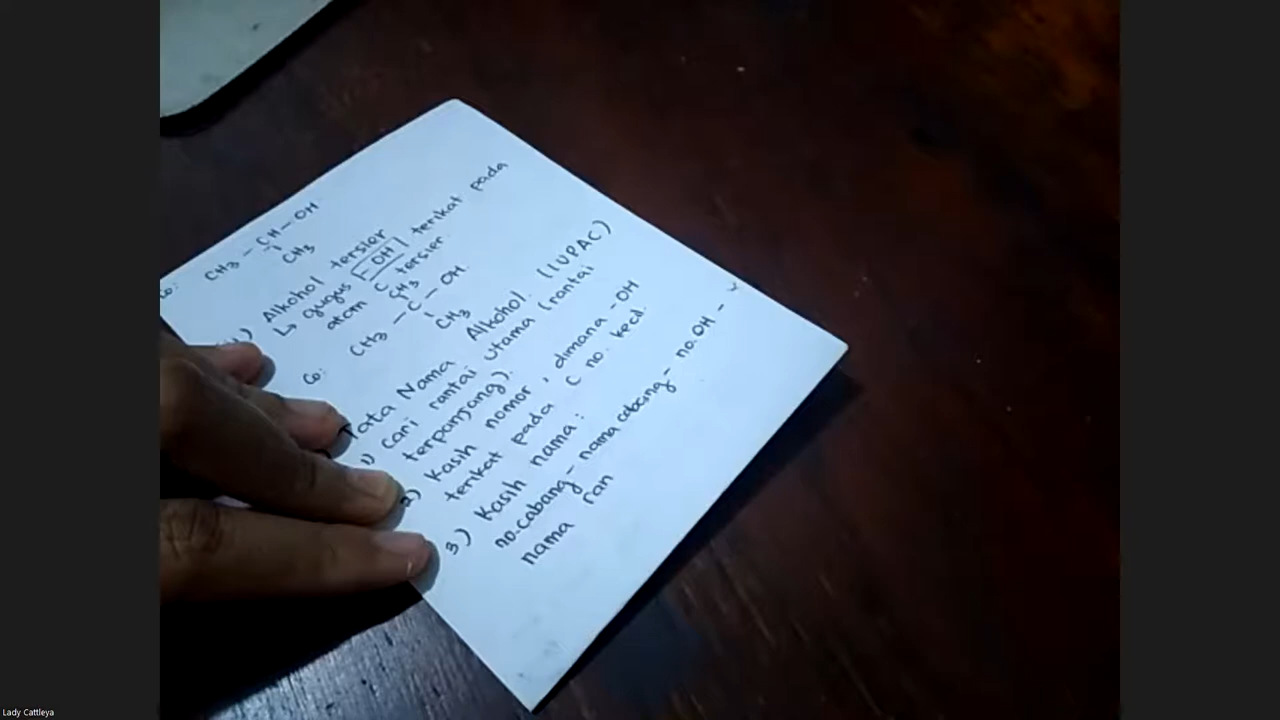 Co: CH3 - CH - OH
CH3
Alkohol tersier
↳ gugus [-OH] terikat pada
atom C tersier
CH3
Co: CH3 - C - OH
CH3
Tata Nama Alkohol (IUPAC)
1) Cari rantai utama (rantai
terpanjang).
2) Kasih nomor, dimana -OH
terikat pada C no. kecil.
3) Kasih nama:
no.cabang - nama cabang - no.OH -
nama ran
Lady Cattleya